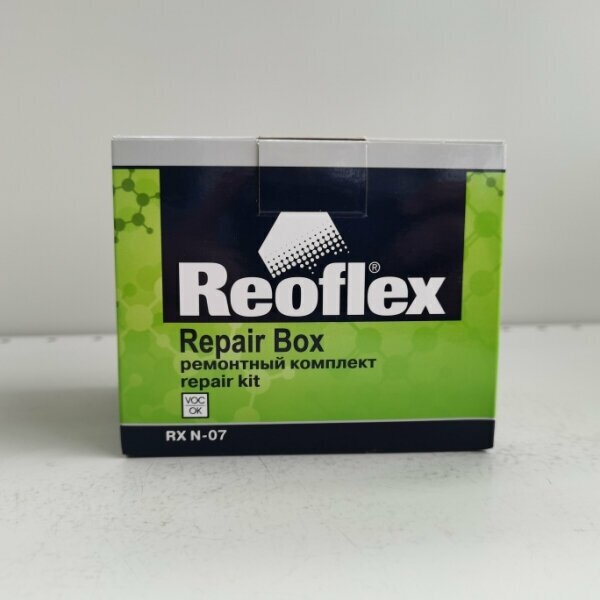 Reoflex®
Repair Box
ремонтный комплект
repair kit
VOC
OK
RX N-07